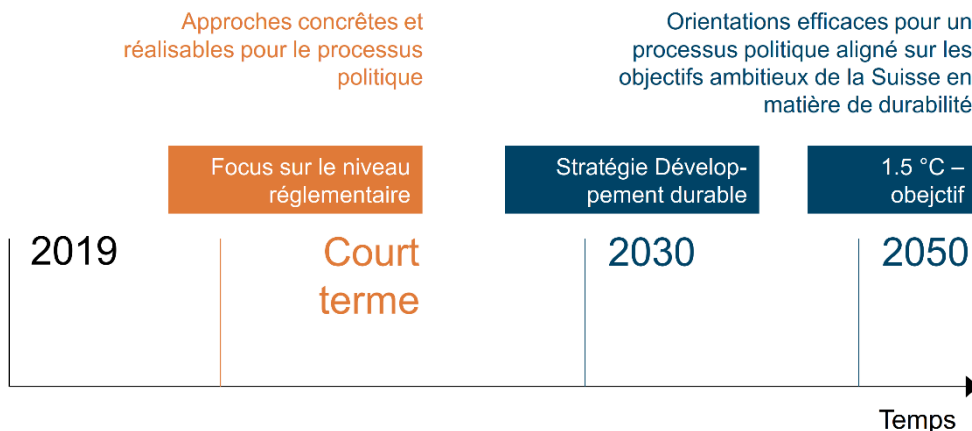 Approches concrètes et
réalisables pour le processus
politique
Orientations efficaces pour un
processus politique aligné sur les
objectifs ambitieux de la Suisse en
matière de durabilité
Focus sur le niveau
réglementaire
Stratégie Dévelop-
pement durable
1.5 °C –
obejctif
2019
Court
terme
2030
2050
Temps